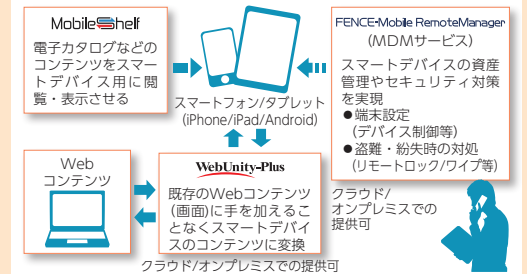 MobileShelf
電子カタログなどの
コンテンツをスマー
トデバイス用に閲
覧・表示させる
スマートフォン/タブレット
(iPhone/iPad/Android)
FENCE-Mobile RemoteManager
(MDMサービス)
スマートデバイスの資産
管理やセキュリティ対策
を実現
●端末設定
(デバイス制御等)
●盗難・紛失時の対処
(リモートロック/ワイプ等)
Web
コンテンツ
WebUnity-Plus
既存のWebコンテンツ
(画面)に手を加えるこ
となくスマートデバイ
スのコンテンツに変換
クラウド/オンプレミスでの提供可
クラウド/
オンプレミスでの
提供可